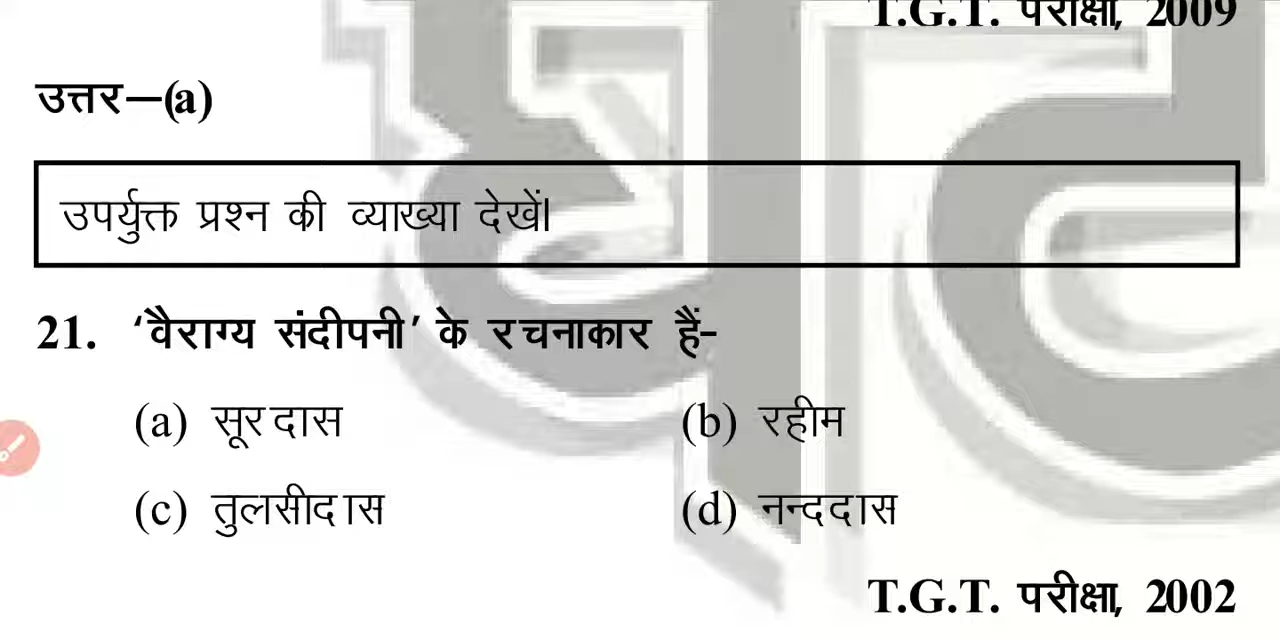 T.G.T. परीक्षा, 2009
उत्तर–(a)
उपर्युक्त प्रश्न की व्याख्या देखें।
21. ‘वैराग्य संदीपनी’ के रचनाकार हैं-
(a) सूरदास (b) रहीम
(c) तुलसीदास (d) नन्ददास
T.G.T. परीक्षा, 2002